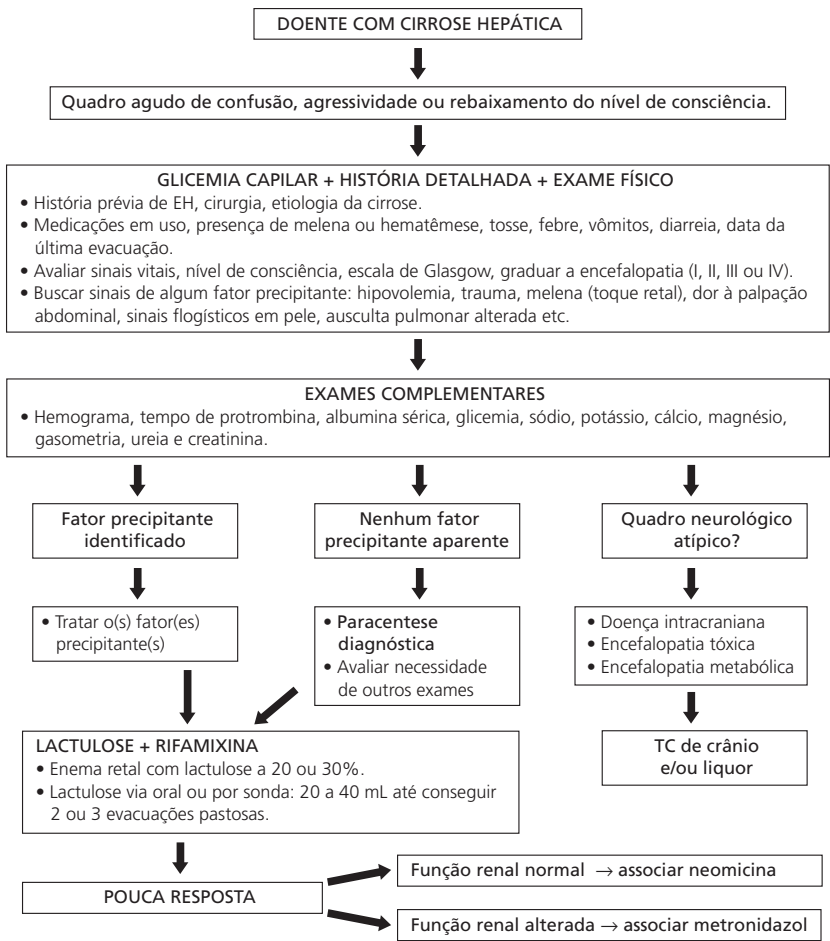 DOENTE COM CIRROSE HEPÁTICA
Quadro agudo de confusão, agressividade ou rebaixamento do nível de consciência.
GLICEMIA CAPILAR + HISTÓRIA DETALHADA + EXAME FÍSICO
• História prévia de EH, cirurgia, etiologia da cirrose.
• Medicações em uso, presença de melena ou hematêmese, tosse, febre, vômitos, diarreia, data da
última evacuação.
• Avaliar sinais vitais, nível de consciência, escala de Glasgow, graduar a encefalopatia (I, II, III ou IV).
• Buscar sinais de algum fator precipitante: hipovolemia, trauma, melena (toque retal), dor à palpação
abdominal, sinais flogísticos em pele, ausculta pulmonar alterada etc.
EXAMES COMPLEMENTARES
• Hemograma, tempo de protrombina, albumina sérica, glicemia, sódio, potássio, cálcio, magnésio,
gasometria, ureia e creatinina.
Fator precipitante
identificado
Nenhum fator
precipitante aparente
Quadro neurológico
atípico?
• Tratar o(s) fator(es)
precipitante(s)
• Paracentese
diagnóstica
• Avaliar necessidade
de outros exames
• Doença intracraniana
• Encefalopatia tóxica
• Encefalopatia metabólica
LACTULOSE + RIFAMIXINA
• Enema retal com lactulose a 20 ou 30%.
• Lactulose via oral ou por sonda: 20 a 40 mL até conseguir
2 ou 3 evacuações pastosas.
TC de crânio
e/ou liquor
POUCA RESPOSTA
Função renal normal → associar neomicina
Função renal alterada → associar metronidazol